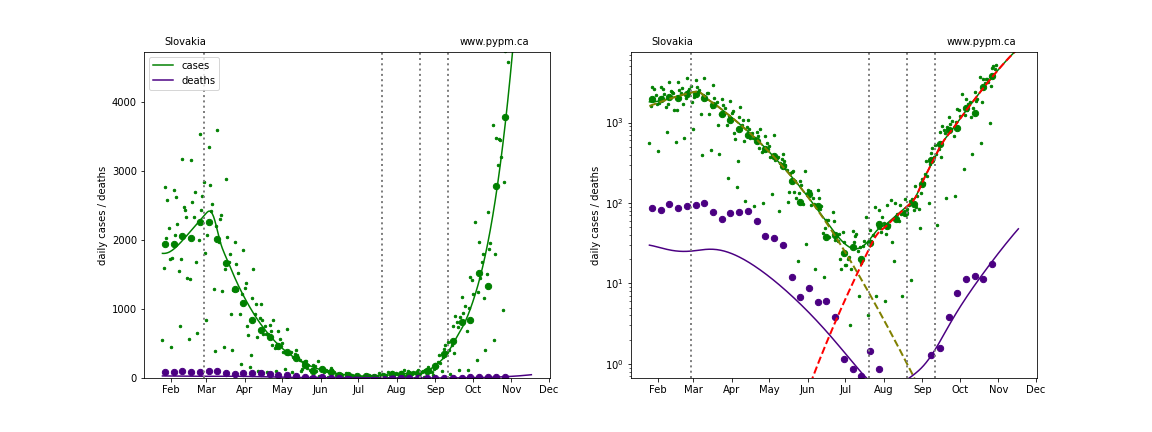 Slovakia www.pypm.ca
cases
deaths
daily cases / deaths
4000
3000
2000
1000
0
Feb Mar Apr May Jun Jul Aug Sep Oct Nov Dec
Slovakia www.pypm.ca
daily cases / deaths
10³
10²
10¹
10⁰
Feb Mar Apr May Jun Jul Aug Sep Oct Nov Dec